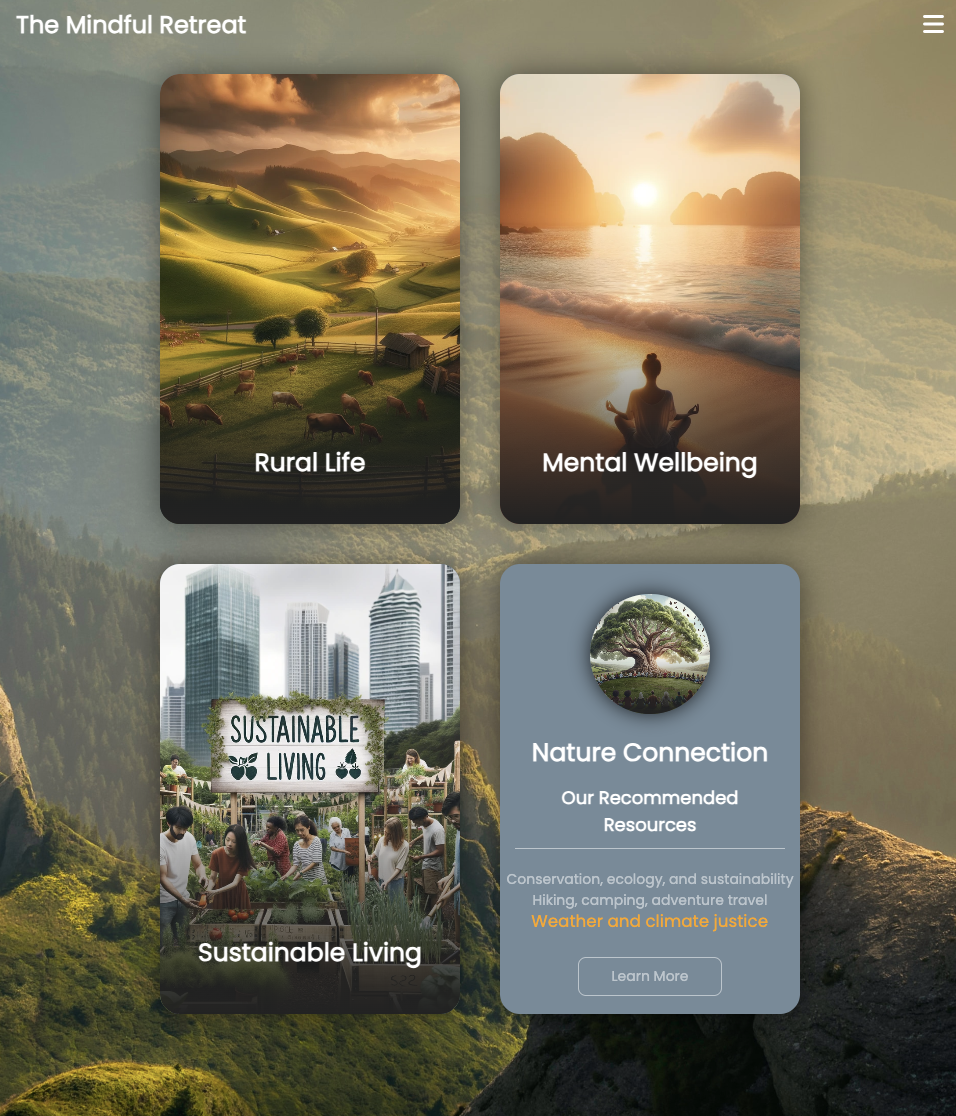 The Mindful Retreat
Rural Life
Mental Wellbeing
SUSTAINABLE
LIVING
Sustainable Living
Nature Connection
Our Recommended
Resources
Conservation, ecology, and sustainability
Hiking, camping, adventure travel
Weather and climate justice
Learn More